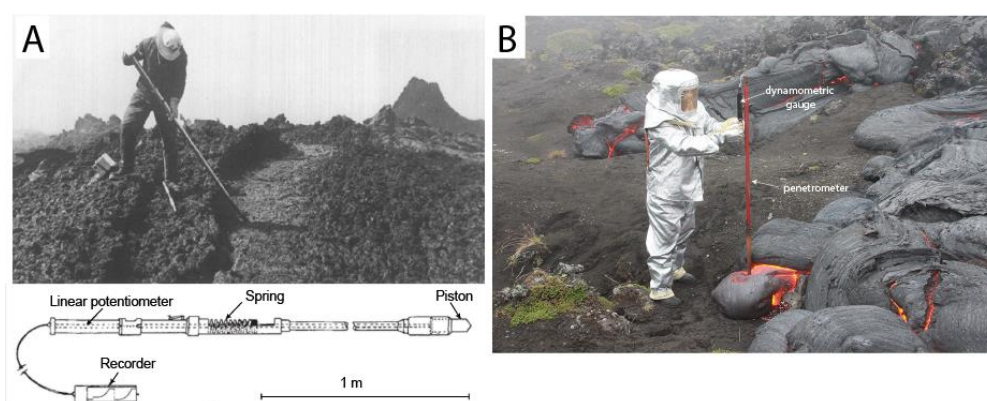 A
Linear potentiometer
Spring
Piston
Recorder
1 m
B
dynamometric
gauge
penetrometer